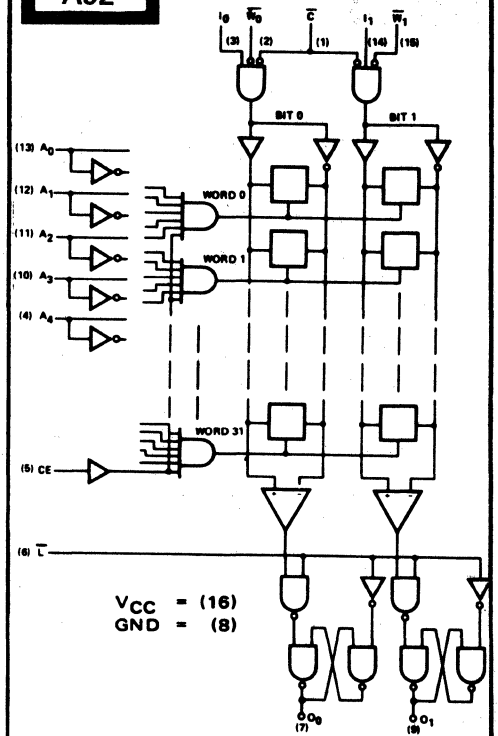 I₀ W̅₀ C̅ I₁ W̅₁
(3) (2) (1) (14) (15)
BIT 0 BIT 1
(13) A₀
(12) A₁
WORD 0
(11) A₂
WORD 1
(10) A₃
(4) A₄
WORD 31
(5) CE
(6) L̅
VCC = (16)
GND = (8)
O₀ O₁
(7) (9)